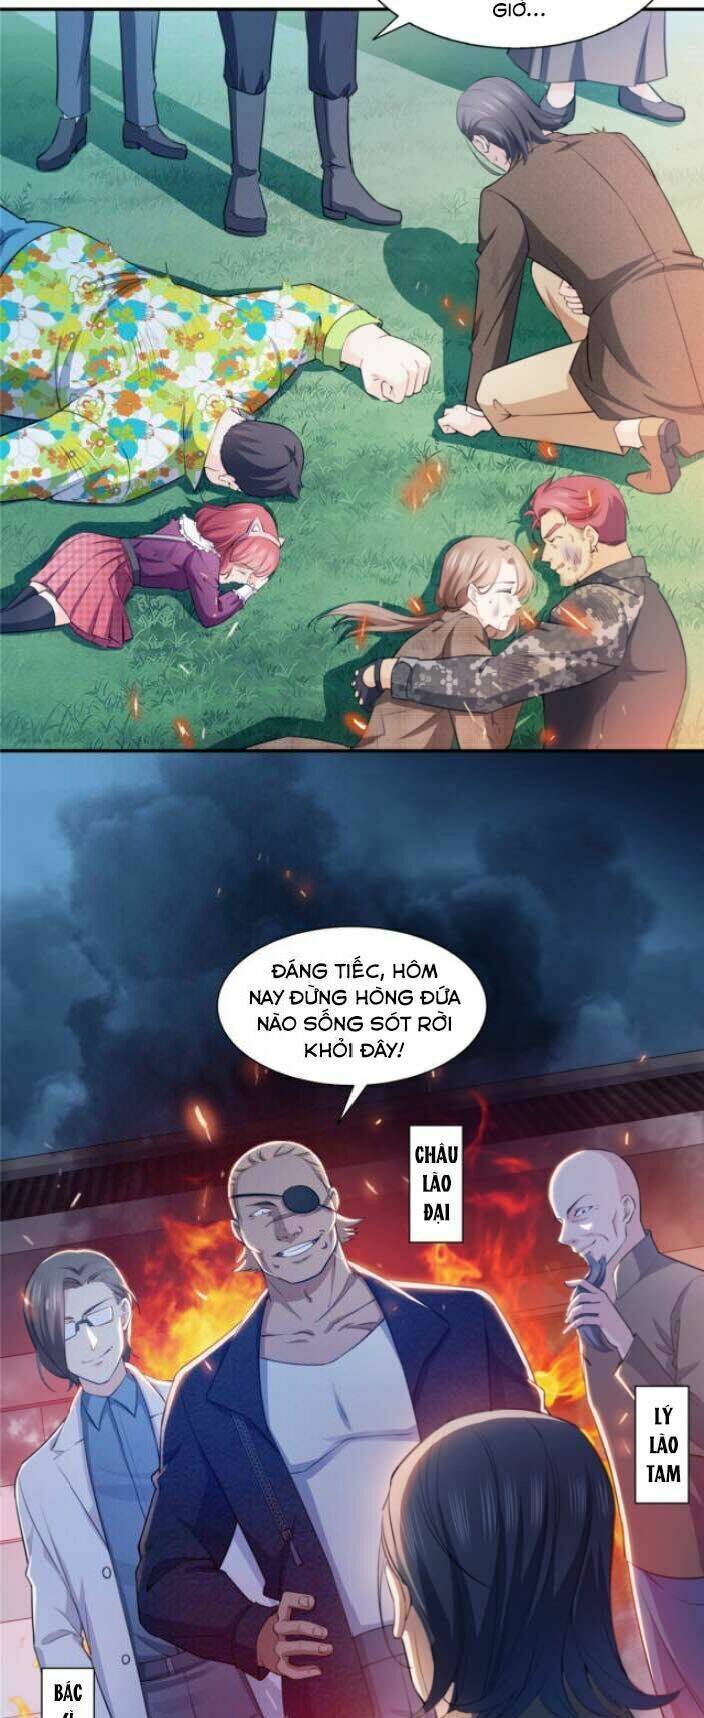 GIỜ...
ĐÁNG TIẾC, HÔM
NAY ĐỪNG HÒNG ĐỨA
NÀO SỐNG SÓT RỜI
KHỎI ĐÂY!
CHÂU
LÃO
ĐẠI
LÝ
LÃO
TAM
BÁC